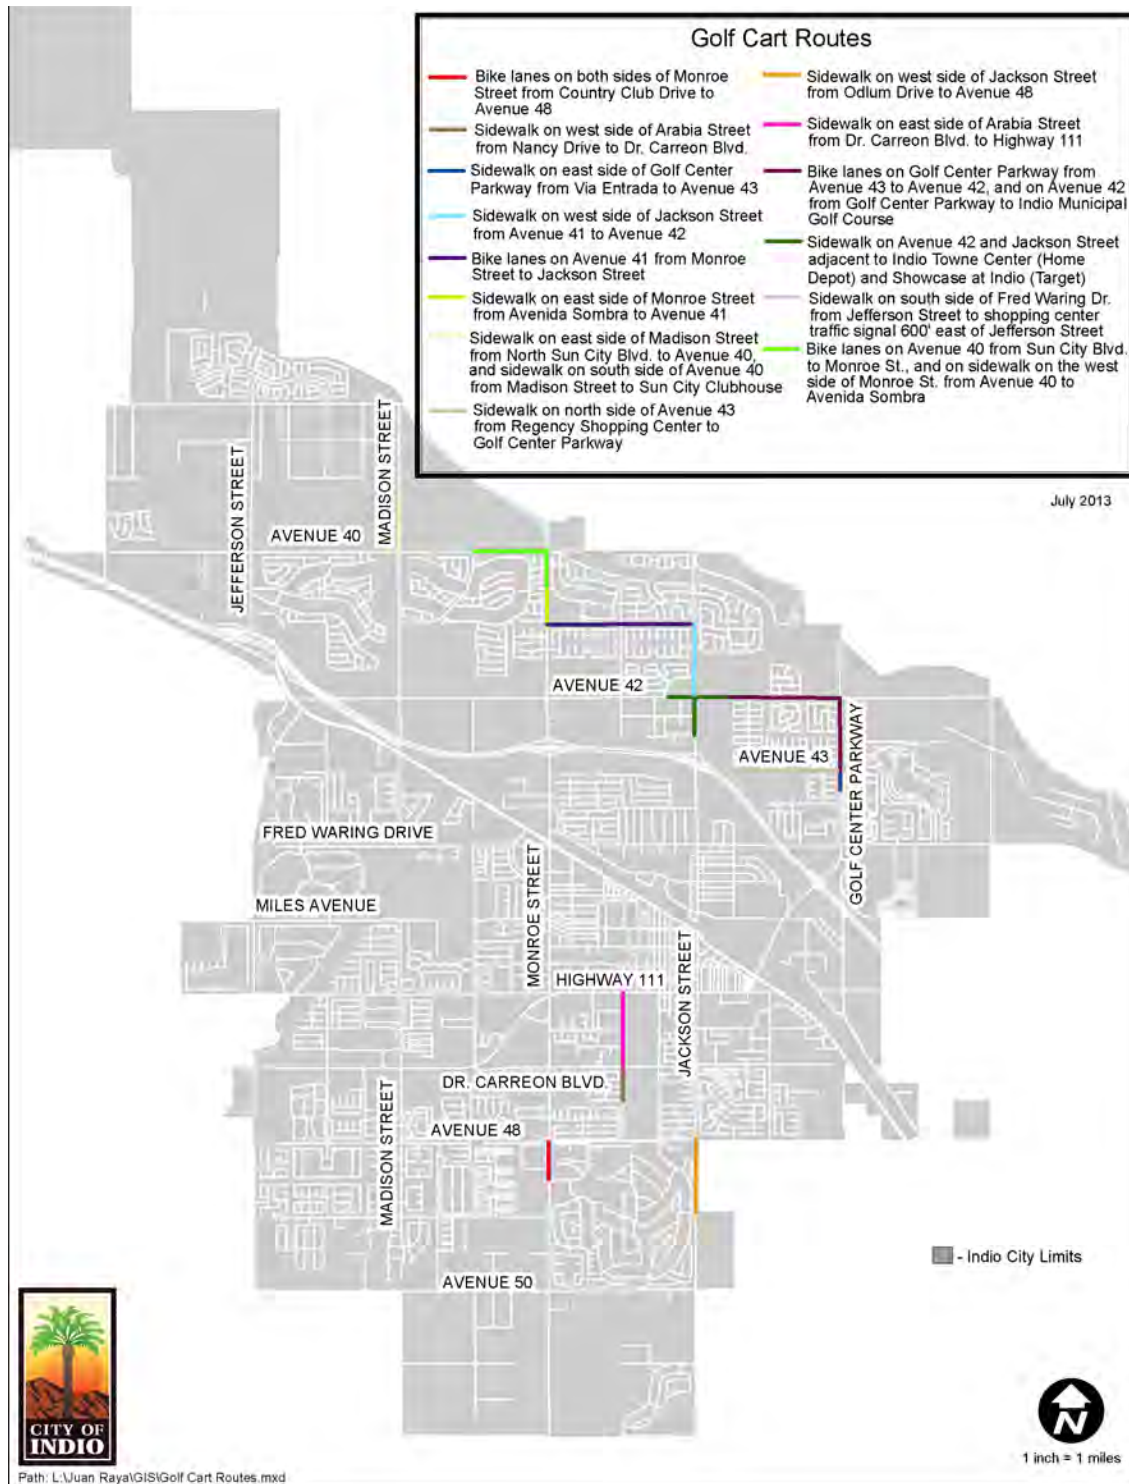 Golf Cart Routes
Bike lanes on both sides of Monroe
Street from Country Club Drive to
Avenue 48
Sidewalk on west side of Arabia Street
from Nancy Drive to Dr. Carreon Blvd.
Sidewalk on east side of Golf Center
Parkway from Via Entrada to Avenue 43
Sidewalk on west side of Jackson Street
from Avenue 41 to Avenue 42
Bike lanes on Avenue 41 from Monroe
Street to Jackson Street
Sidewalk on east side of Monroe Street
from Avenida Sombra to Avenue 41
Sidewalk on east side of Madison Street
from North Sun City Blvd. to Avenue 40,
and sidewalk on south side of Avenue 40
from Madison Street to Sun City Clubhouse
Sidewalk on north side of Avenue 43
from Regency Shopping Center to
Golf Center Parkway
Sidewalk on west side of Jackson Street
from Odlum Drive to Avenue 48
Sidewalk on east side of Arabia Street
from Dr. Carreon Blvd. to Highway 111
Bike lanes on Golf Center Parkway from
Avenue 43 to Avenue 42, and on Avenue 42
from Golf Center Parkway to Indio Municipal
Golf Course
Sidewalk on Avenue 42 and Jackson Street
adjacent to Indio Towne Center (Home
Depot) and Showcase at Indio (Target)
Sidewalk on south side of Fred Waring Dr.
from Jefferson Street to shopping center
traffic signal 600' east of Jefferson Street
Bike lanes on Avenue 40 from Sun City Blvd.
to Monroe St., and on sidewalk on the west
side of Monroe St. from Avenue 40 to
Avenida Sombra
July 2013
JEFFERSON STREET
MADISON STREET
AVENUE 40
AVENUE 42
AVENUE 43
GOLF CENTER PARKWAY
FRED WARING DRIVE
MONROE STREET
MILES AVENUE
JACKSON STREET
HIGHWAY 111
DR. CARREON BLVD.
MADISON STREET
AVENUE 48
AVENUE 50
- Indio City Limits
CITY OF
INDIO
N
1 inch = 1 miles
Path: L:\Juan Raya\GIS\Golf Cart Routes.mxd